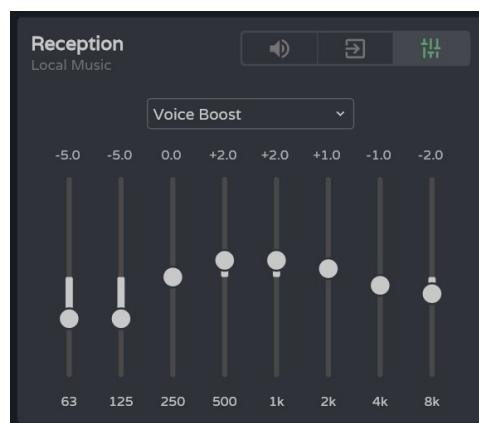 Reception
Local Music
Voice Boost
-5.0 -5.0 0.0 +2.0 +2.0 +1.0 -1.0 -2.0
63 125 250 500 1k 2k 4k 8k